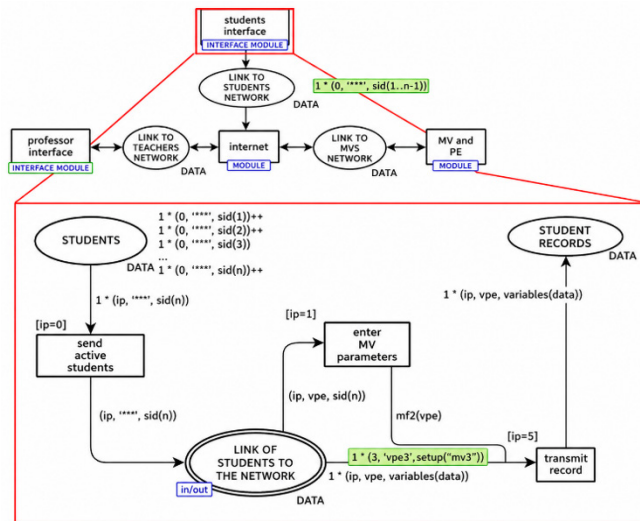 students
interface
INTERFACE MODULE
LINK TO
STUDENTS
NETWORK
DATA
1 * (0, '***', sid(1..n-1))
professor
interface
INTERFACE MODULE
LINK TO
TEACHERS
NETWORK
DATA
internet
MODULE
LINK TO
MVS
NETWORK
DATA
MV and
PE
MODULE
STUDENTS
DATA
1 * (0, '***', sid(1)++
1 * (0, '***', sid(2)++
1 * (0, '***', sid(3))
...
1 * (0, '***', sid(n)++
STUDENT
RECORDS
DATA
1 * (ip, '***', sid(n))
1 * (ip, vpe, variables(data))
[ip=0]
send
active
students
[ip=1]
enter
MV
parameters
(ip, '***', sid(n))
(ip, vpe, sid(n))
mf2(vpe)
[ip=5]
LINK OF
STUDENTS TO
THE NETWORK
in/out
DATA
1 * (3, 'vpe3',setup("mv3"))
1 * (ip, vpe, variables(data))
transmit
record